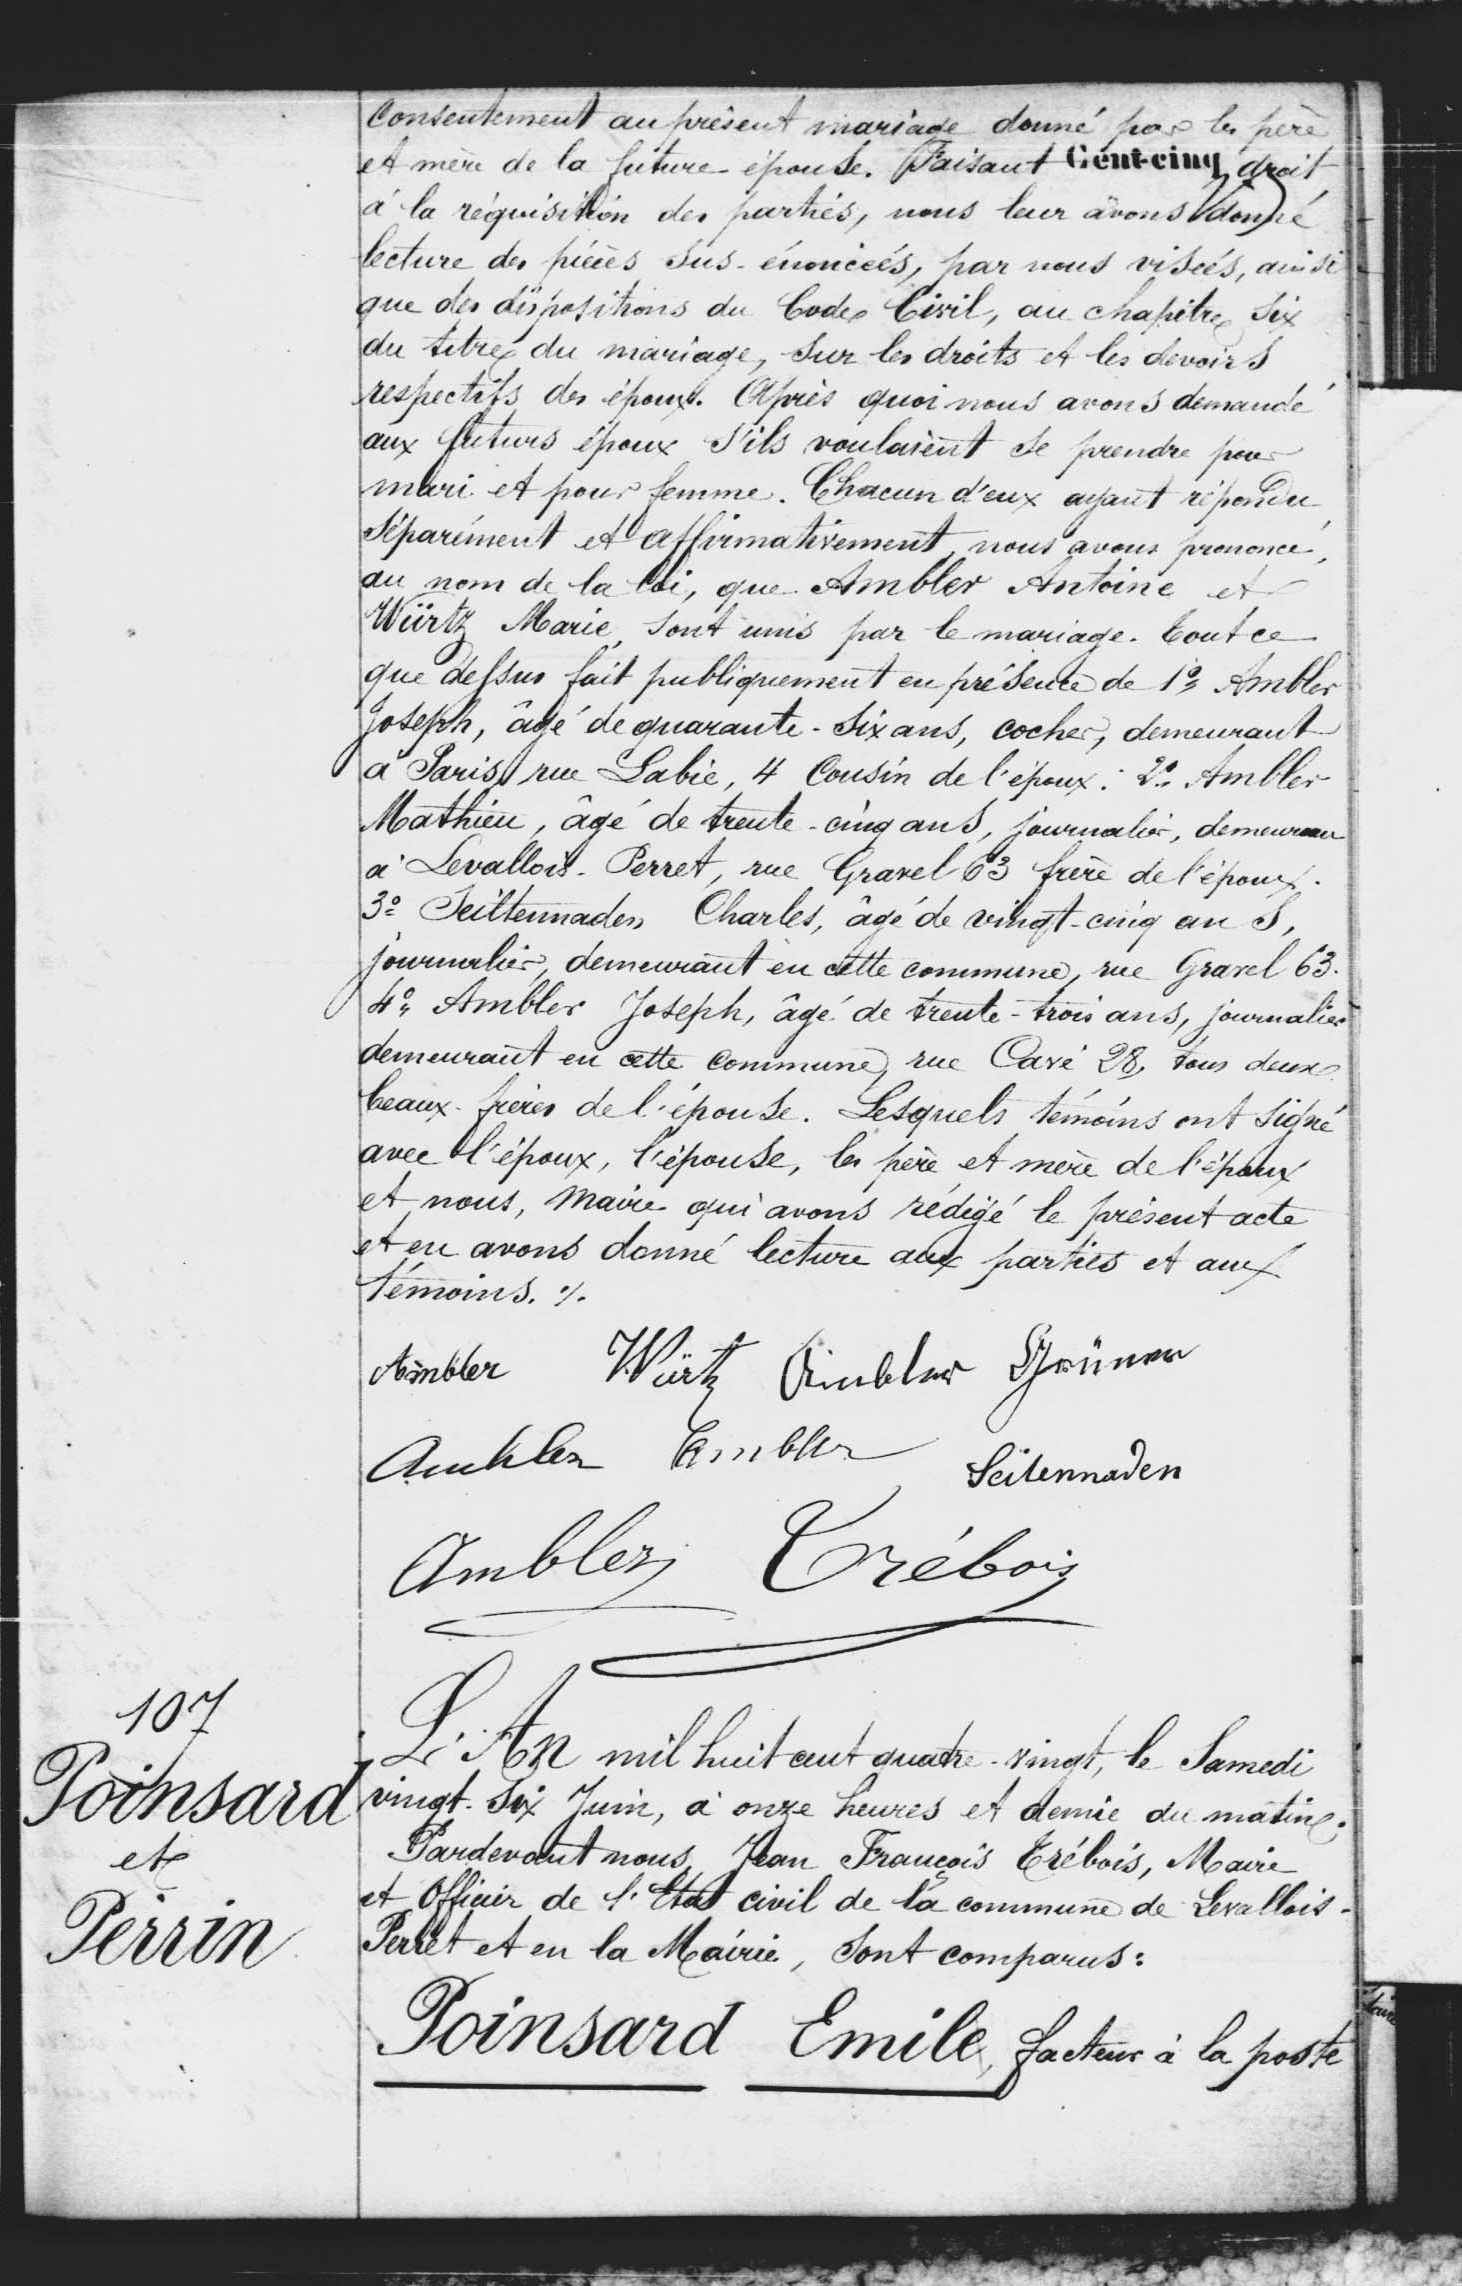 consentement au présent mariage donné par les père
et mère de la future épouse. Faisant Cent-cinq droit
à la réquisition des parties, nous leur avons donné
lecture des pièces sus-énoncées, par nous visées, ainsi
que des dispositions du Code Civil, au chapitre Six
du titre du mariage, sur les droits et les devoirs
respectifs des époux. Après quoi nous avons demandé
aux futurs époux s'ils voulaient se prendre pour
mari et pour femme. Chacun d'eux ayant répondu
séparément et affirmativement, nous avons prononcé,
au nom de la loi, que Ambler Antoine et
Würtz Marie, sont unis par le mariage. Tout ce
que dessus fait publiquement en présence de 1º Ambler
Joseph, âgé de quarante-six ans, cocher, demeurant
à Paris, rue Labie, 4 Cousin de l'époux. 2º Ambler
Mathieu, âgé de trente-cinq ans, journalier, demeurant
à Levallois-Perret, rue Gravel 63 frère de l'époux.
3º Seittennaden Charles, âgé de vingt-cinq ans,
journalier, demeurant en cette commune, rue Gravel 63.
4º Ambler Joseph, âgé de trente-trois ans, journalier
demeurant en cette commune, rue Cavé 28, tous deux
beaux-frères de l'épouse. Lesquels témoins ont signé
avec l'époux, l'épouse, les père et mère de l'époux
et nous, Maire qui avons rédigé le présent acte
et en avons donné lecture aux parties et aux
témoins. ./.
Ambler Würtz Ambler
Ambler Ambler Seitennaden
Ambler Trébois
107
Poinsard
et
Perrin
L'An mil huit cent quatre-vingt, le Samedi
vingt-six Juin, à onze heures et demie du matin.
Pardevant nous, Jean François Trébois, Maire
et Officier de l'Etat civil de la commune de Levallois-
Perret et en la Mairie, sont comparus:
Poinsard Emile, facteur à la poste